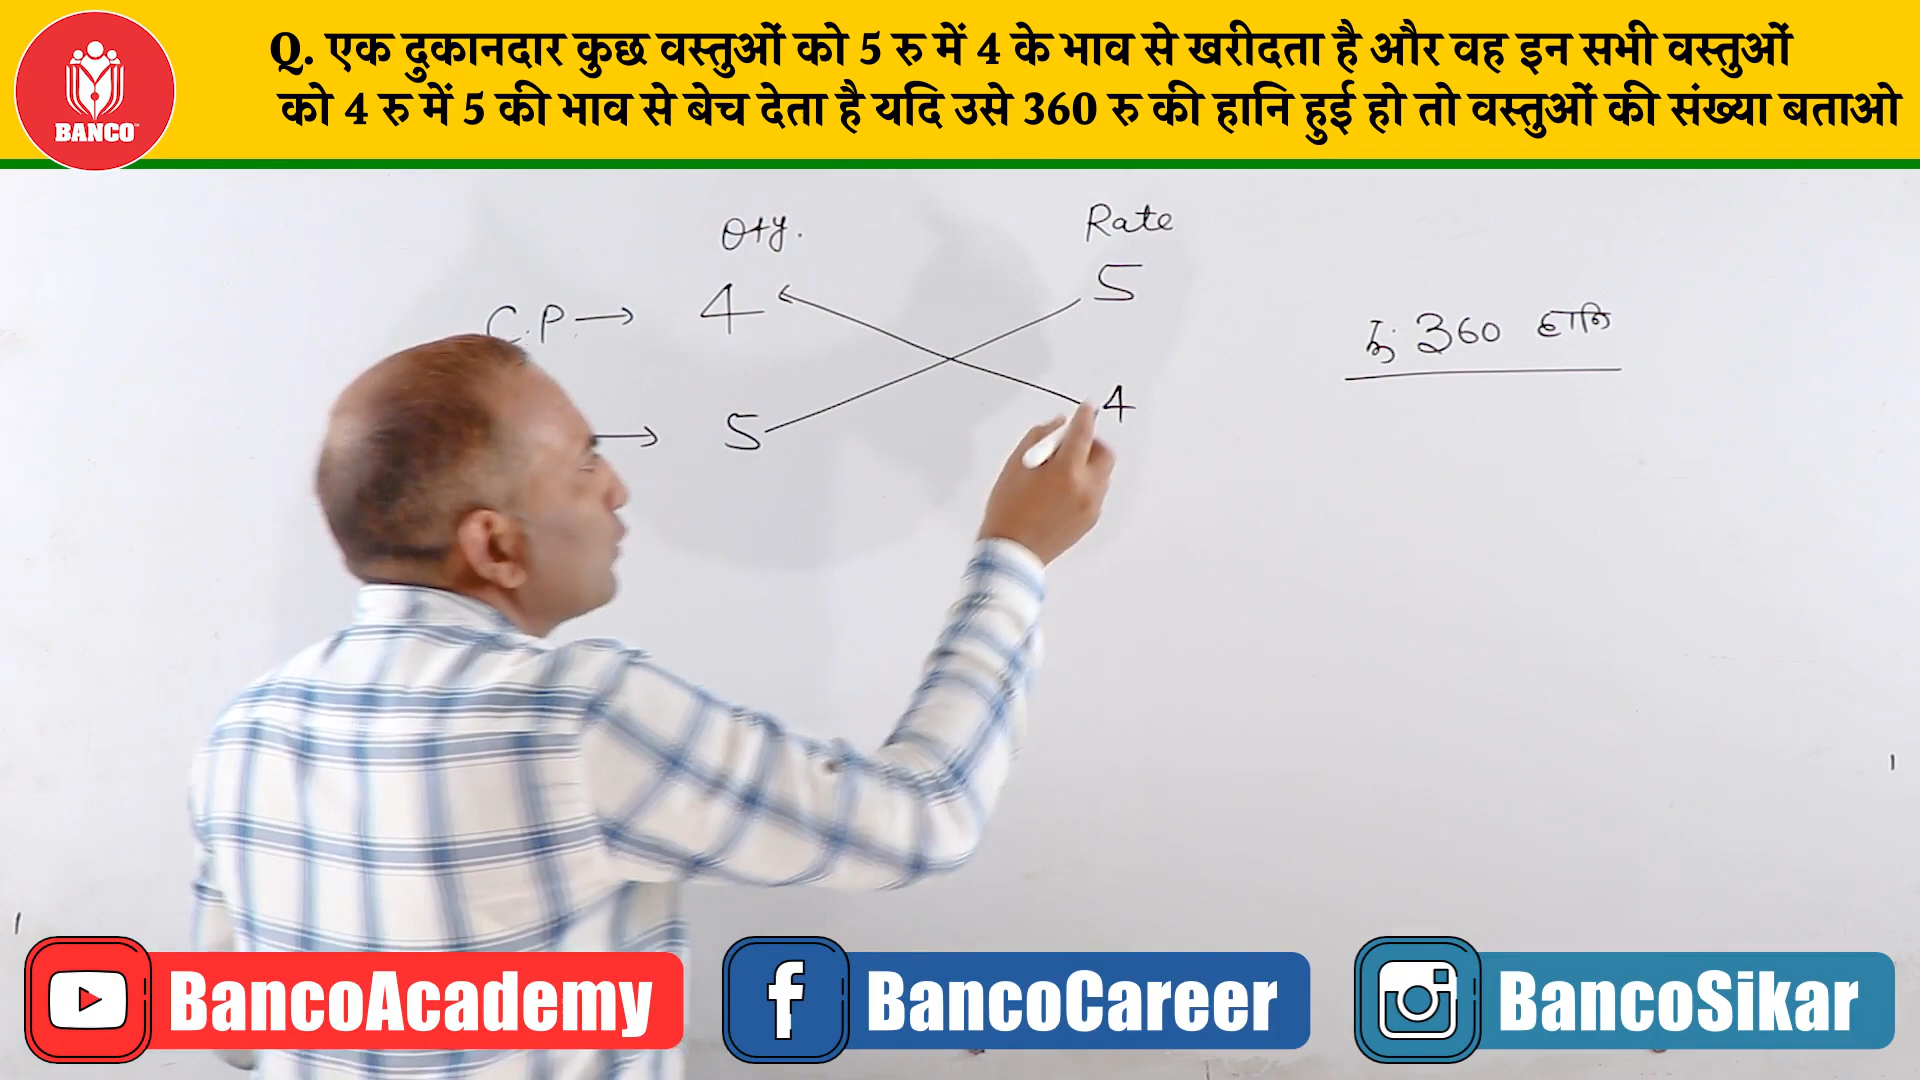 Q. एक दुकानदार कुछ वस्तुओं को 5 रु में 4 के भाव से खरीदता है और वह इन सभी वस्तुओं
को 4 रु में 5 की भाव से बेच देता है यदि उसे 360 रु की हानि हुई हो तो वस्तुओं की संख्या बताओ
BANCO
Qty. Rate
C.P. → 4 5
रु. 360 हानि
→ 5 4
BancoAcademy BancoCareer BancoSikar